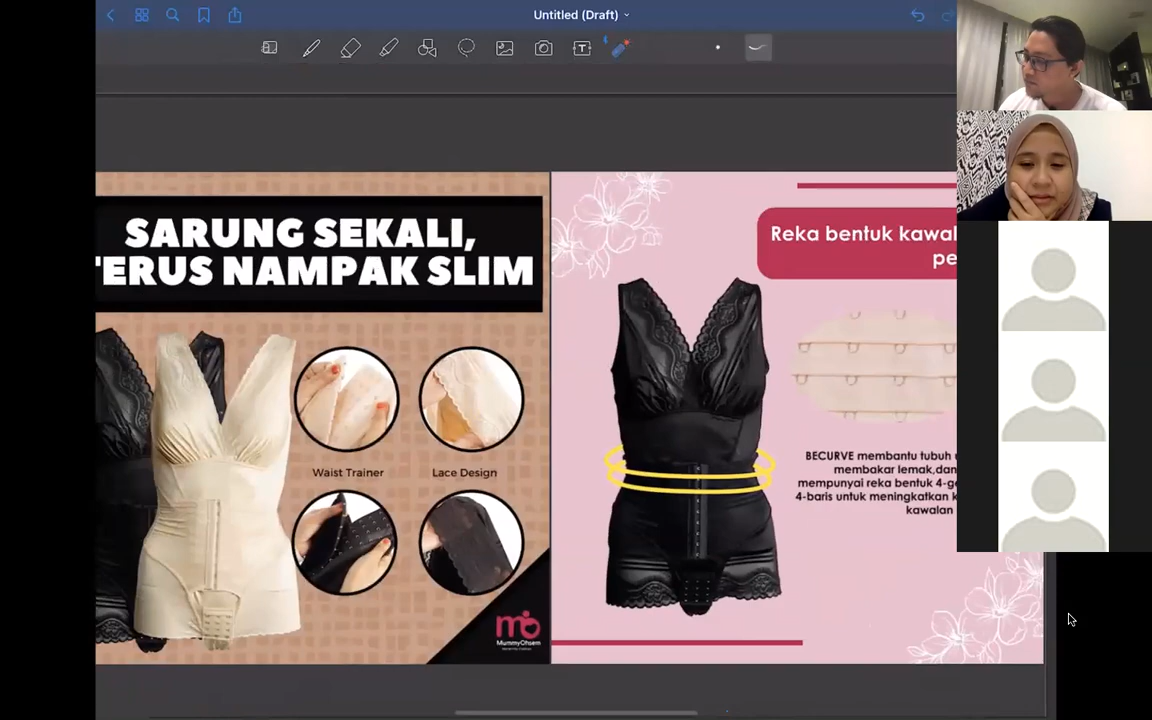 Untitled (Draft)
SARUNG SEKALI,
TERUS NAMPAK SLIM
Waist Trainer
Lace Design
MummyOhsem
Reka bentuk kawal
pe
BECURVE membantu tubuh
membakar lemak,dan
mempunyai reka bentuk 4-ge
4-baris untuk meningkatkan k
kawalan